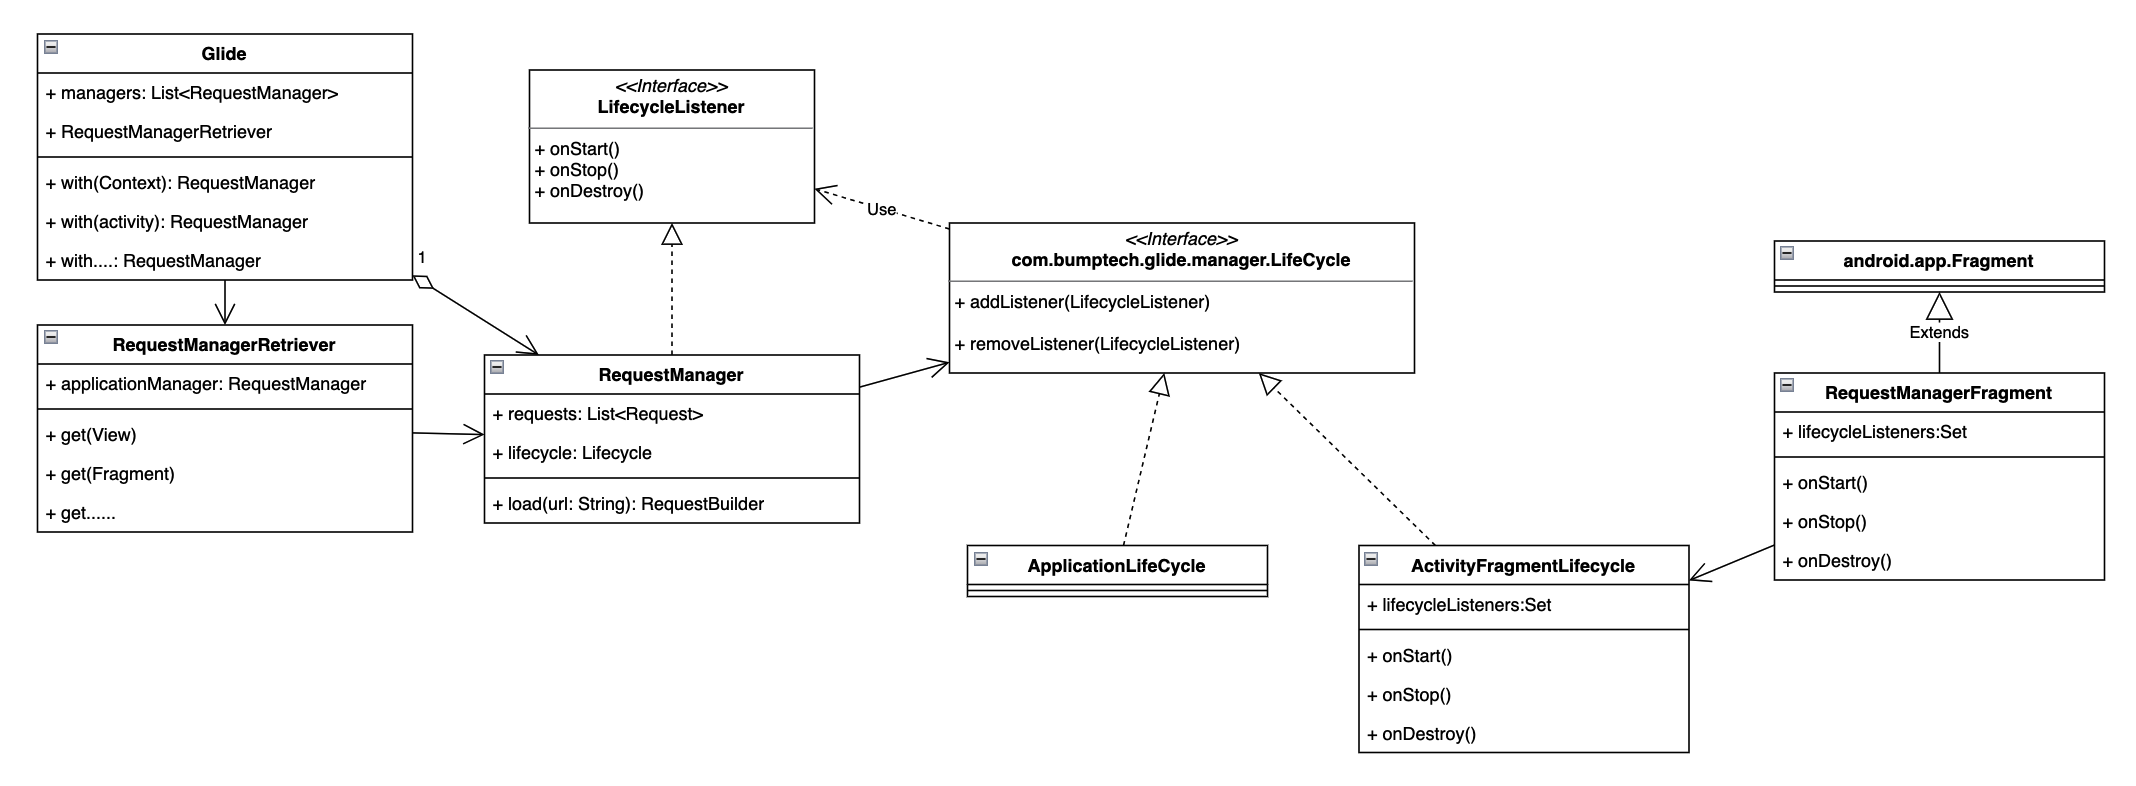 Glide
+ managers: List<RequestManager>
+ RequestManagerRetriever
+ with(Context): RequestManager
+ with(activity): RequestManager
+ with....: RequestManager
1
RequestManagerRetriever
+ applicationManager: RequestManager
+ get(View)
+ get(Fragment)
+ get......
<<Interface>>
LifecycleListener
+ onStart()
+ onStop()
+ onDestroy()
Use
RequestManager
+ requests: List<Request>
+ lifecycle: Lifecycle
+ load(url: String): RequestBuilder
<<Interface>>
com.bumptech.glide.manager.LifeCycle
+ addListener(LifecycleListener)
+ removeListener(LifecycleListener)
ApplicationLifeCycle
ActivityFragmentLifecycle
+ lifecycleListeners:Set
+ onStart()
+ onStop()
+ onDestroy()
android.app.Fragment
Extends
RequestManagerFragment
+ lifecycleListeners:Set
+ onStart()
+ onStop()
+ onDestroy()